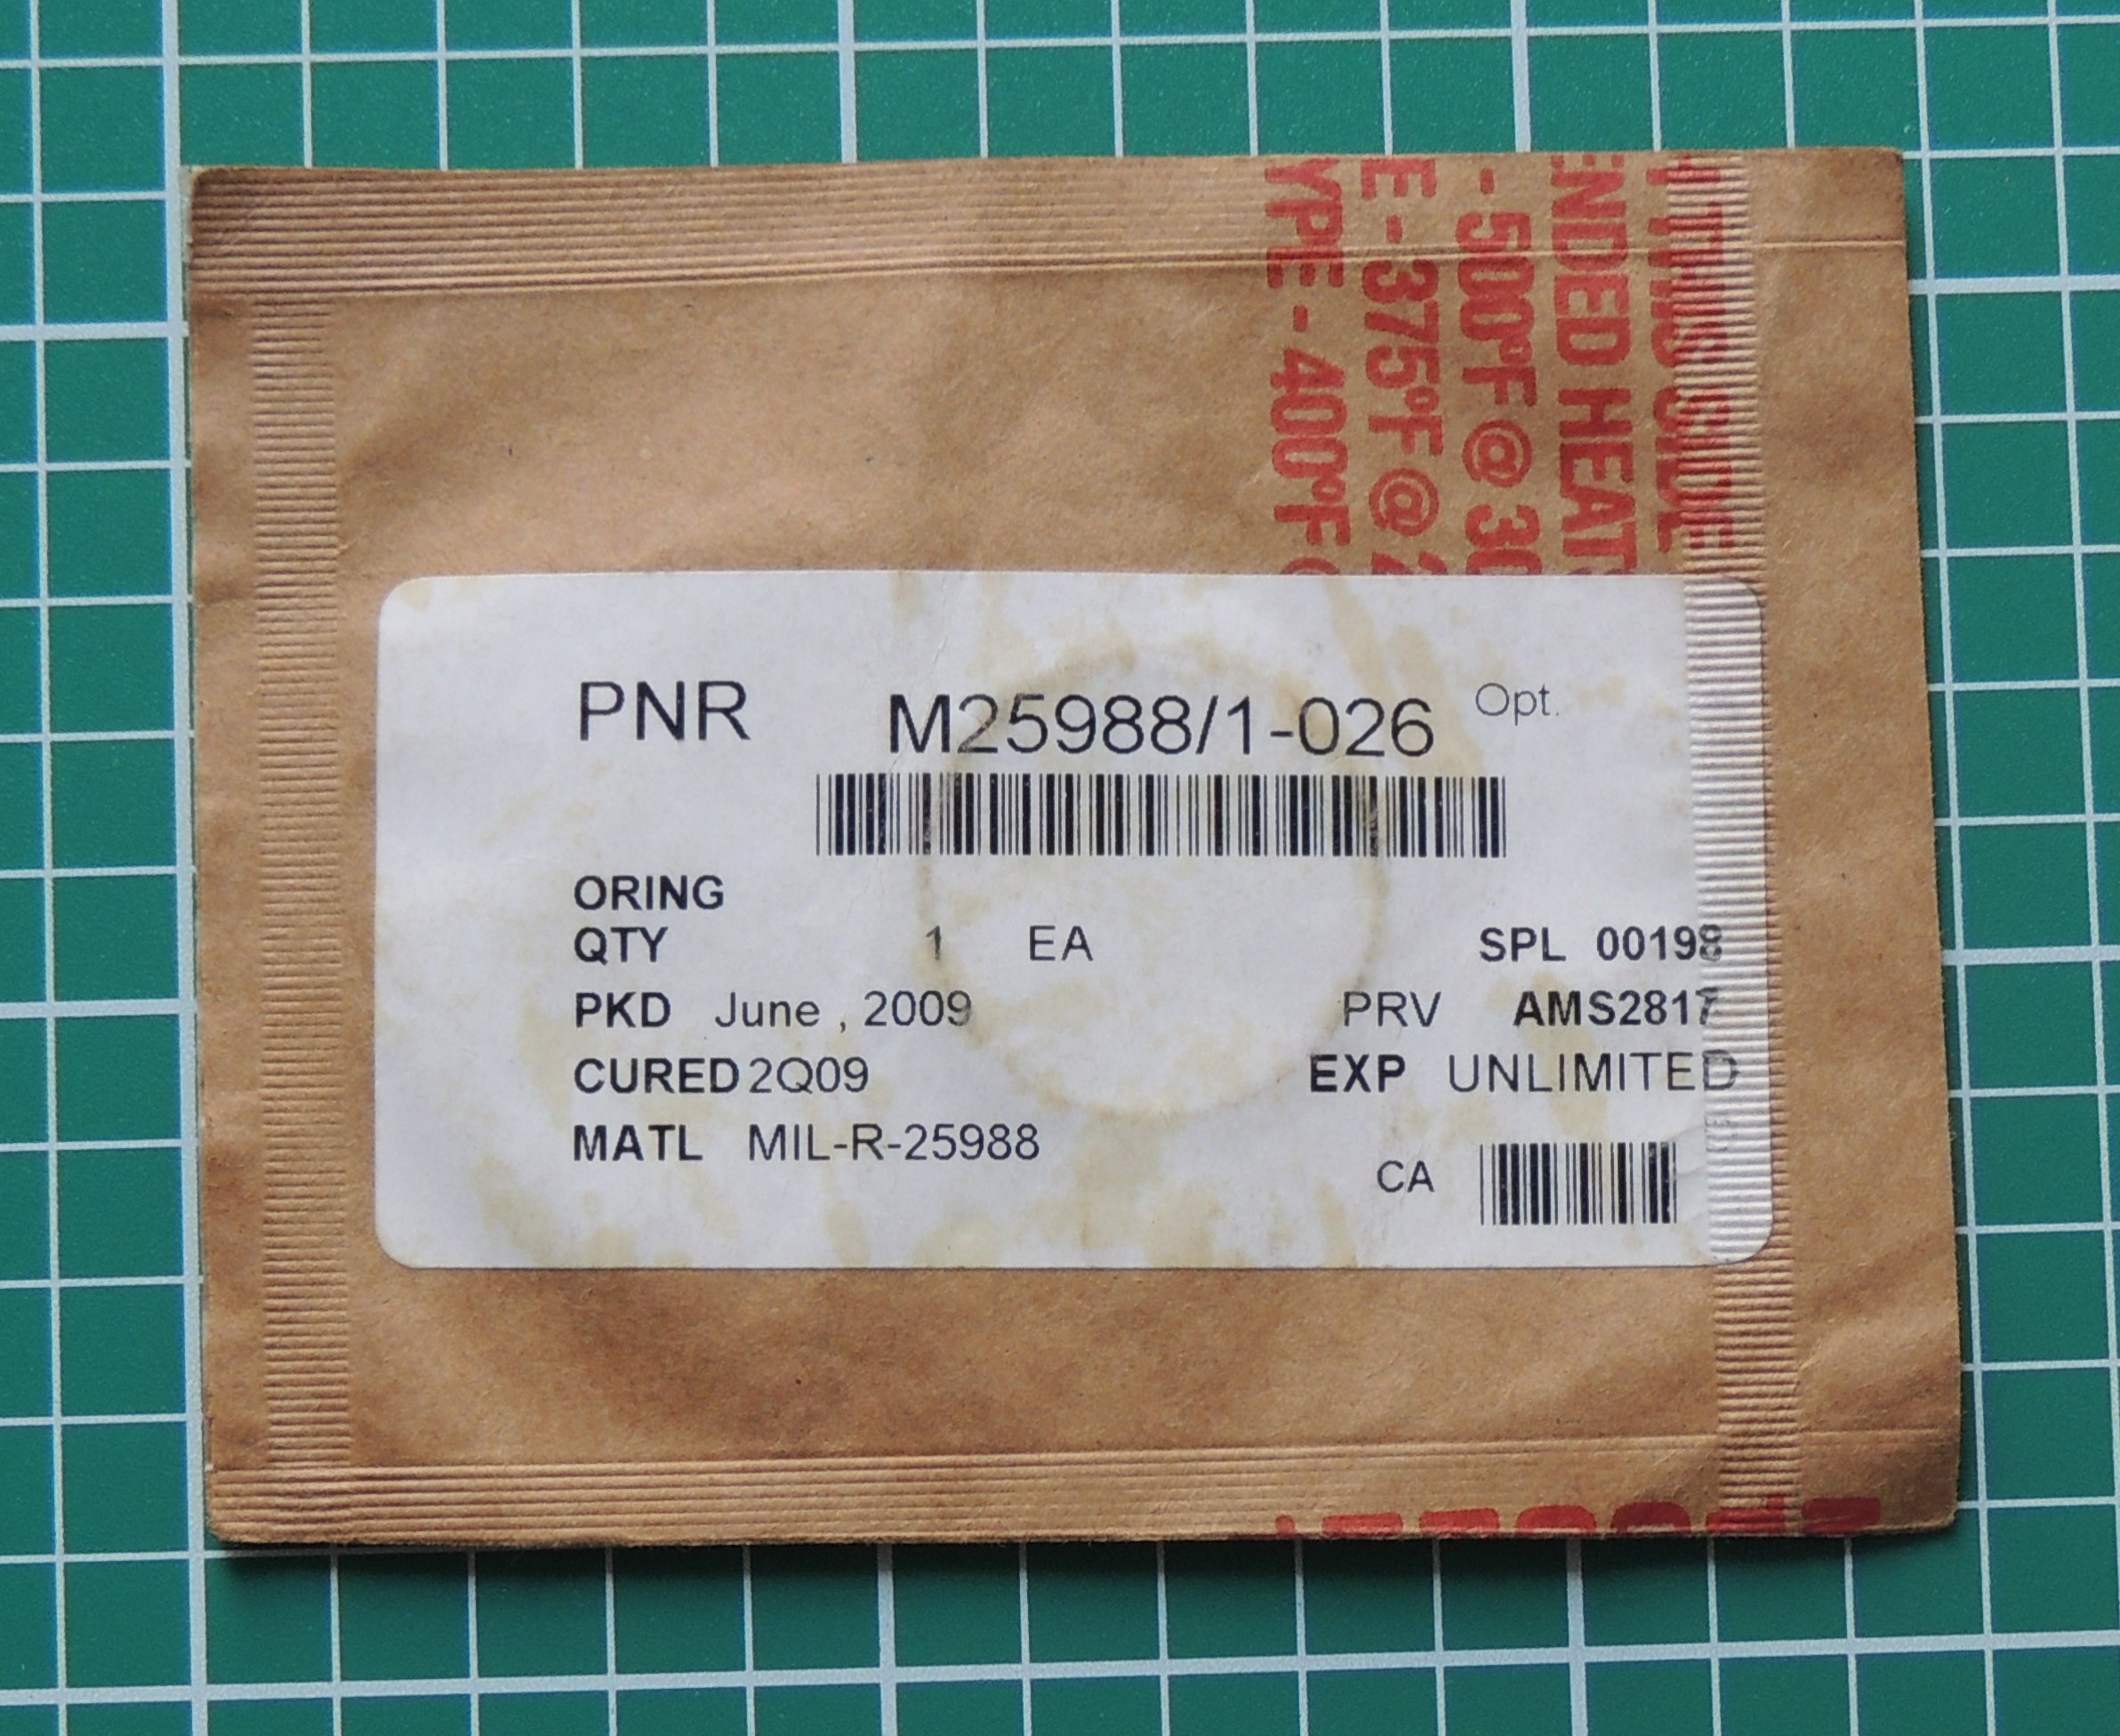 YPE - 400°F
E - 375°F @ 2
- 500°F @ 30
ENDED HEAT
THIS SIDE
PNR M25988/1-026 Opt.
ORING
QTY 1 EA SPL 00198
PKD June , 2009 PRV AMS2817
CURED 2Q09 EXP UNLIMITED
MATL MIL-R-25988
CA